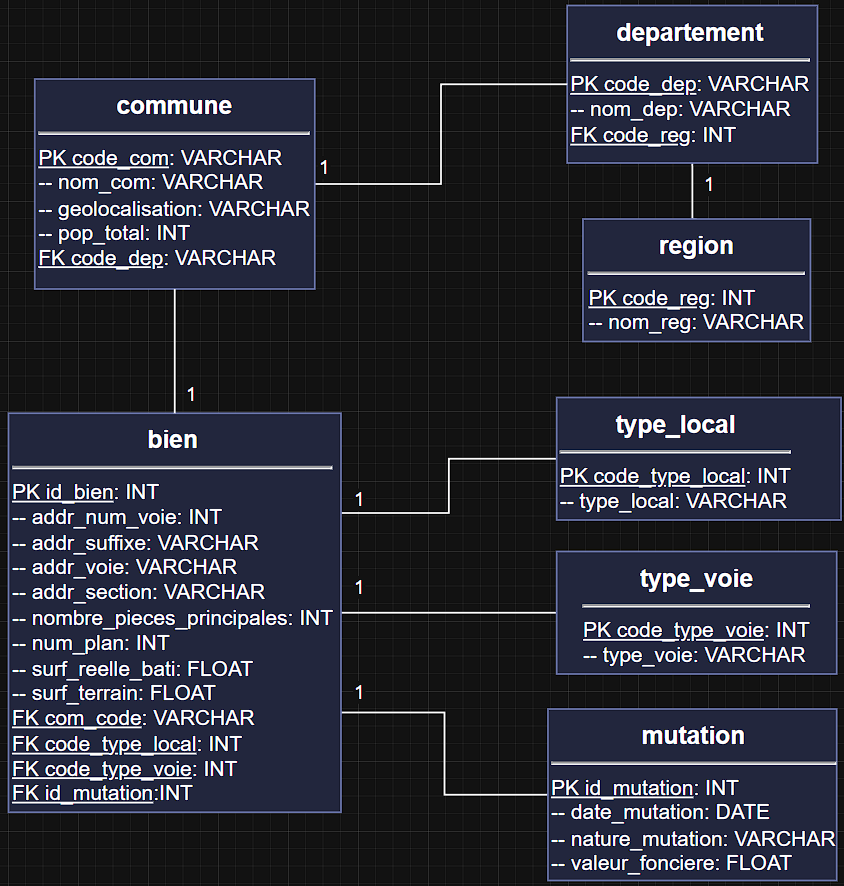 departement
PK code_dep: VARCHAR
-- nom_dep: VARCHAR
FK code_reg: INT
commune
PK code_com: VARCHAR
-- nom_com: VARCHAR
-- geolocalisation: VARCHAR
-- pop_total: INT
FK code_dep: VARCHAR
1
1
region
PK code_reg: INT
-- nom_reg: VARCHAR
1
bien
PK id_bien: INT
-- addr_num_voie: INT
-- addr_suffixe: VARCHAR
-- addr_voie: VARCHAR
-- addr_section: VARCHAR
-- nombre_pieces_principales: INT
-- num_plan: INT
-- surf_reelle_bati: FLOAT
-- surf_terrain: FLOAT
FK com_code: VARCHAR
FK code_type_local: INT
FK code_type_voie: INT
FK id_mutation:INT
1
type_local
PK code_type_local: INT
-- type_local: VARCHAR
1
type_voie
PK code_type_voie: INT
-- type_voie: VARCHAR
1
mutation
PK id_mutation: INT
-- date_mutation: DATE
-- nature_mutation: VARCHAR
-- valeur_fonciere: FLOAT